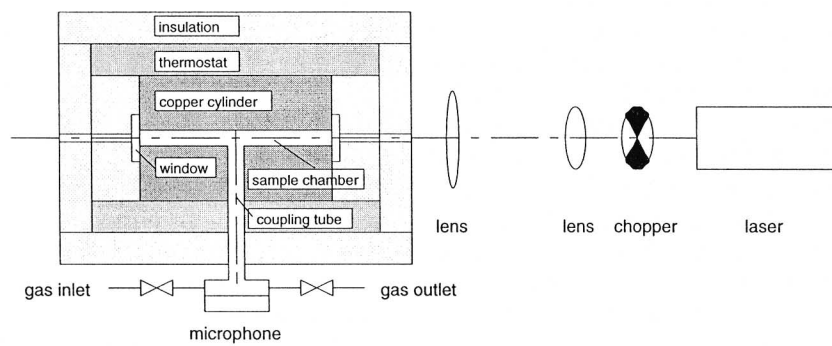 insulation
thermostat
copper cylinder
window
sample chamber
coupling tube
lens
lens
chopper
laser
gas inlet
gas outlet
microphone